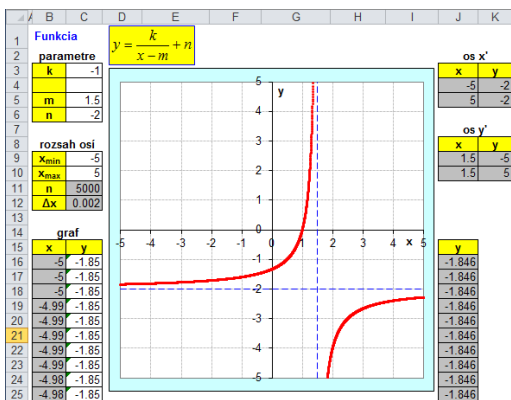 A B C D E F G H I J K
1 Funkcia
y = k / (x − m) + n
2 parametre os x'
3 k -1 x y
4 -5 -2
5 m 1.5 5 -2
6 n -2
7 os y'
8 rozsah osí x y
9 xmin -5 1.5 -5
10 xmax 5 1.5 5
11 n 5000
12 Δx 0.002
13
14 graf
15 x y y
16 -5 -1.85 -1.846
17 -5 -1.85 -1.846
18 -5 -1.85 -1.846
19 -4.99 -1.85 -1.846
20 -4.99 -1.85 -1.846
21 -4.99 -1.85 -1.846
22 -4.99 -1.85 -1.846
23 -4.99 -1.85 -1.846
24 -4.98 -1.85 -1.846
25 -4.98 -1.85 -1.846
y
5
4
3
2
1
0
-5 -4 -3 -2 -1 0 1 2 3 4 x 5
-1
-2
-3
-4
-5